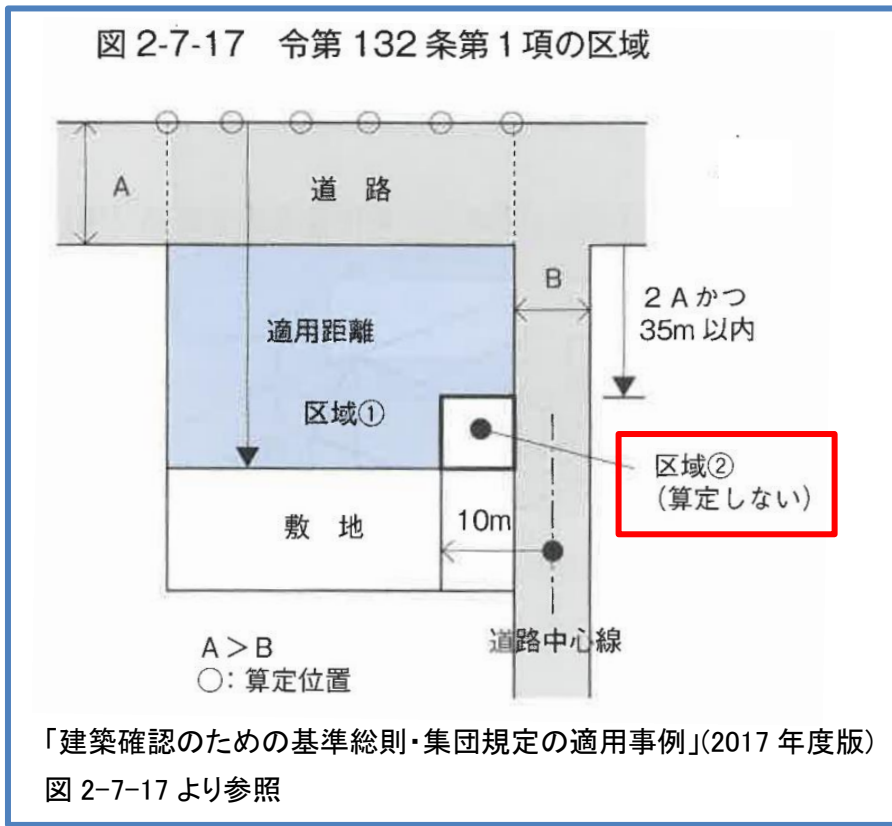 図 2-7-17 令第 132 条第 1 項の区域
A
道 路
B
2 A かつ
35m 以内
適用距離
区域①
区域②
(算定しない)
敷 地
10m
道路中心線
A > B
○: 算定位置
「建築確認のための基準総則・集団規定の適用事例」(2017 年度版)
図 2-7-17 より参照